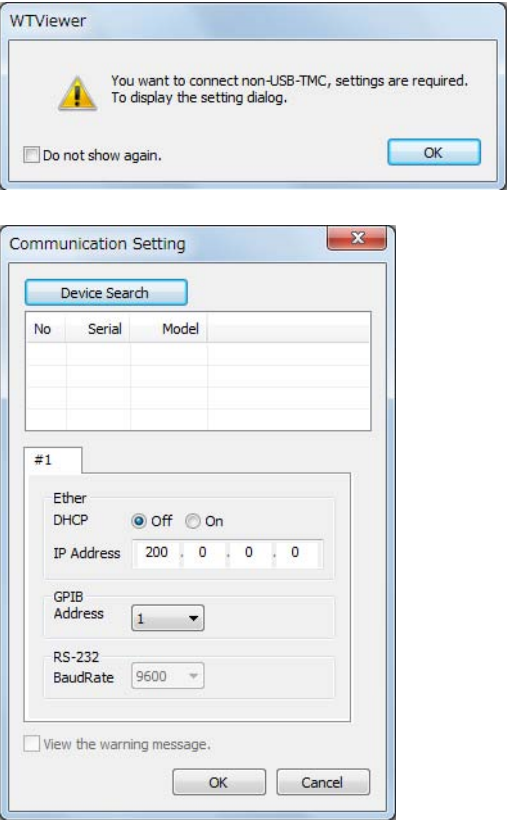 WTViewer
You want to connect non-USB-TMC, settings are required.
To display the setting dialog.
Do not show again.
OK
Communication Setting
Device Search
No Serial Model
#1
Ether
DHCP Off On
IP Address 200 . 0 . 0 . 0
GPIB
Address 1
RS-232
BaudRate 9600
View the warning message.
OK Cancel